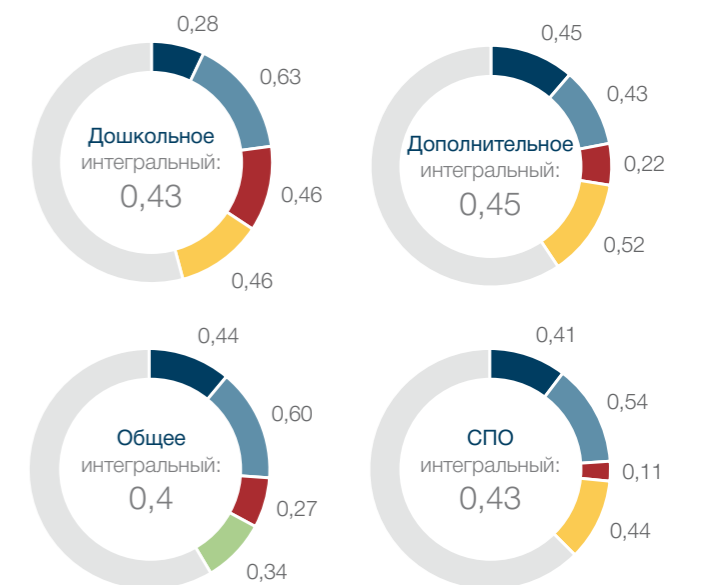 0,28
0,63
Дошкольное
интегральный:
0,43
0,46
0,46
0,45
0,43
Дополнительное
интегральный:
0,45
0,22
0,52
0,44
0,60
Общее
интегральный:
0,4
0,27
0,34
0,41
0,54
СПО
интегральный:
0,43
0,11
0,44